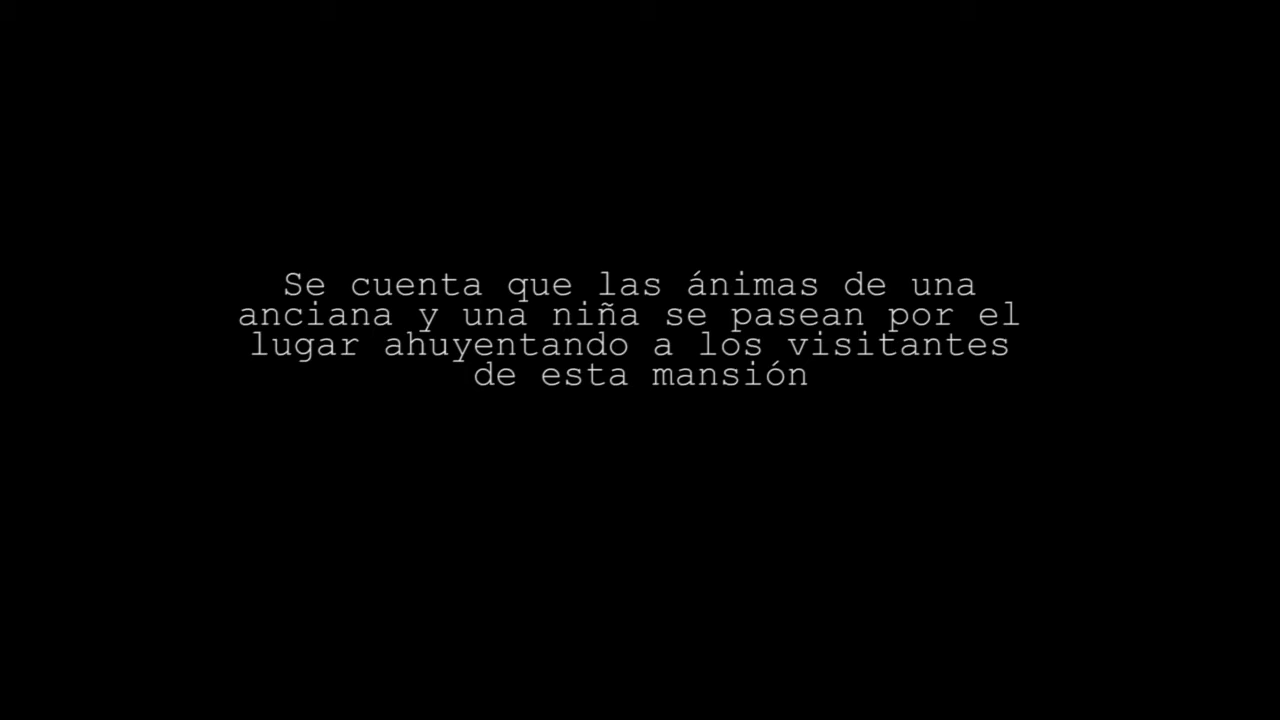 Se cuenta que las ánimas de una
anciana y una niña se pasean por el
lugar ahuyentando a los visitantes
de esta mansión